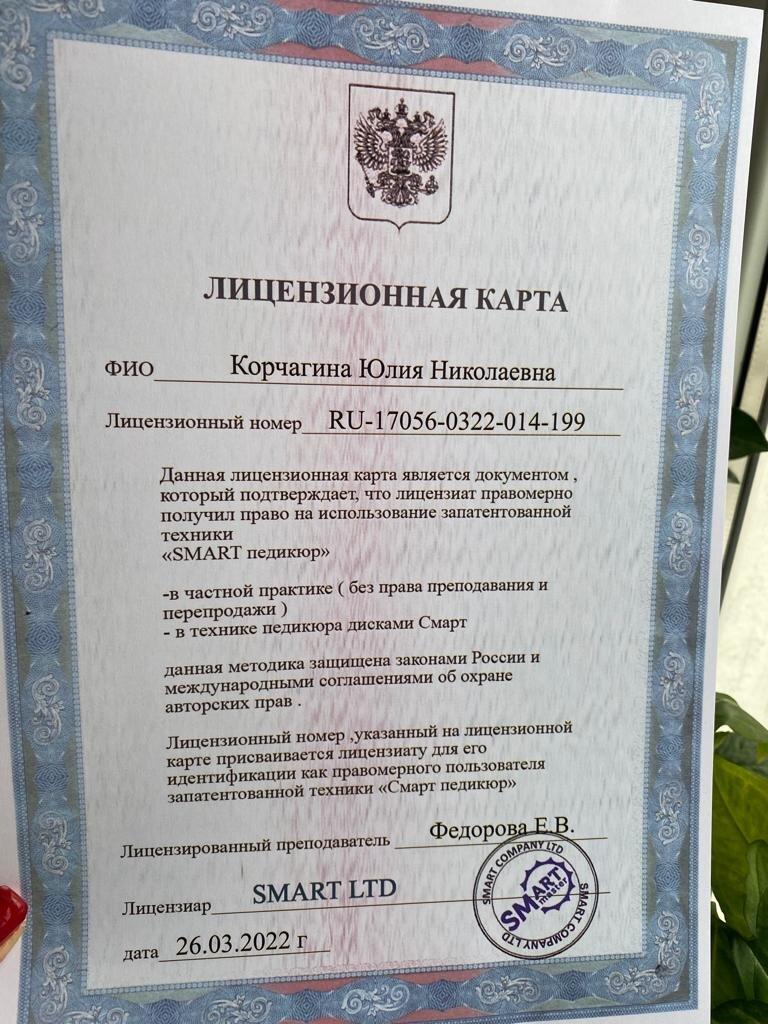 ЛИЦЕНЗИОННАЯ КАРТА
ФИО Корчагина Юлия Николаевна
Лицензионный номер RU-17056-0322-014-199
Данная лицензионная карта является документом ,
который подтверждает, что лицензиат правомерно
получил право на использование запатентованной
техники
«SMART педикюр»
-в частной практике ( без права преподавания и
перепродажи )
- в технике педикюра дисками Смарт
данная методика защищена законами России и
международными соглашениями об охране
авторских прав .
Лицензионный номер ,указанный на лицензионной
карте присваивается лицензиату для его
идентификации как правомерного пользователя
запатентованной техники «Смарт педикюр»
Лицензированный преподаватель Федорова Е.В.
Лицензиар SMART LTD
дата 26.03.2022 г
SMART COMPANY LTD
SMART
master
SMART COMPANY LTD